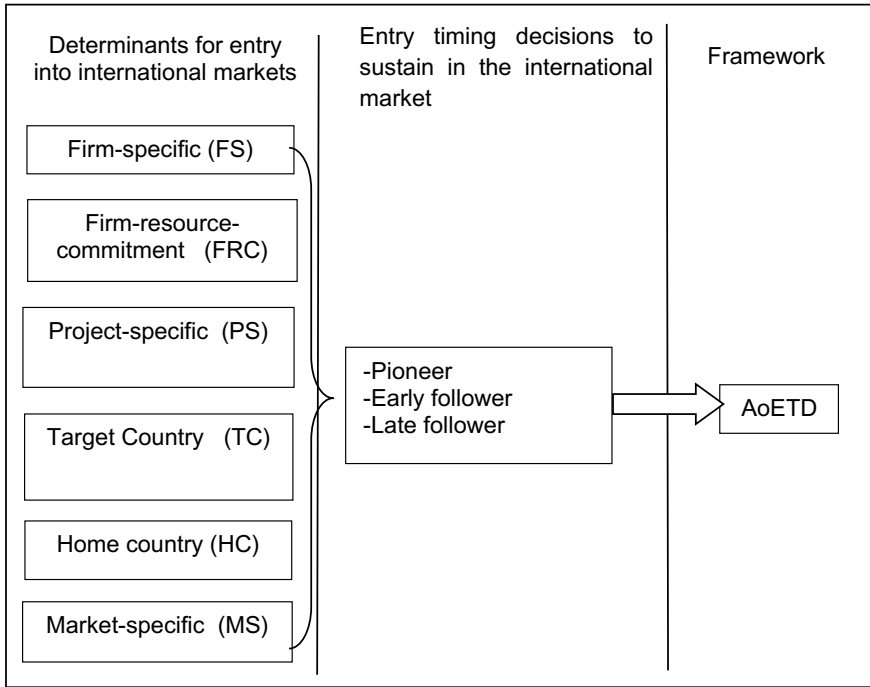 Determinants for entry
into international markets
Firm-specific (FS)
Firm-resource-
commitment (FRC)
Project-specific (PS)
Target Country (TC)
Home country (HC)
Market-specific (MS)
Entry timing decisions to
sustain in the international
market
-Pioneer
-Early follower
-Late follower
Framework
AoETD